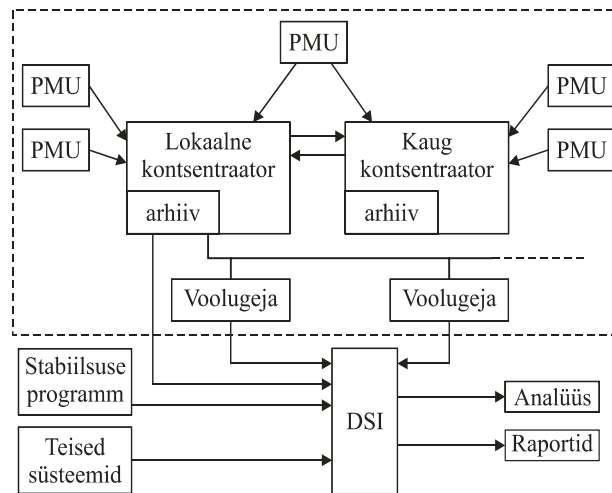 PMU
PMU
PMU
PMU
PMU
Lokaalne
kontsentraator
arhiiv
Kaug
kontsentraator
arhiiv
Voolugeja
Voolugeja
Stabiilsuse
programm
Teised
süsteemid
DSI
Analüüs
Raportid